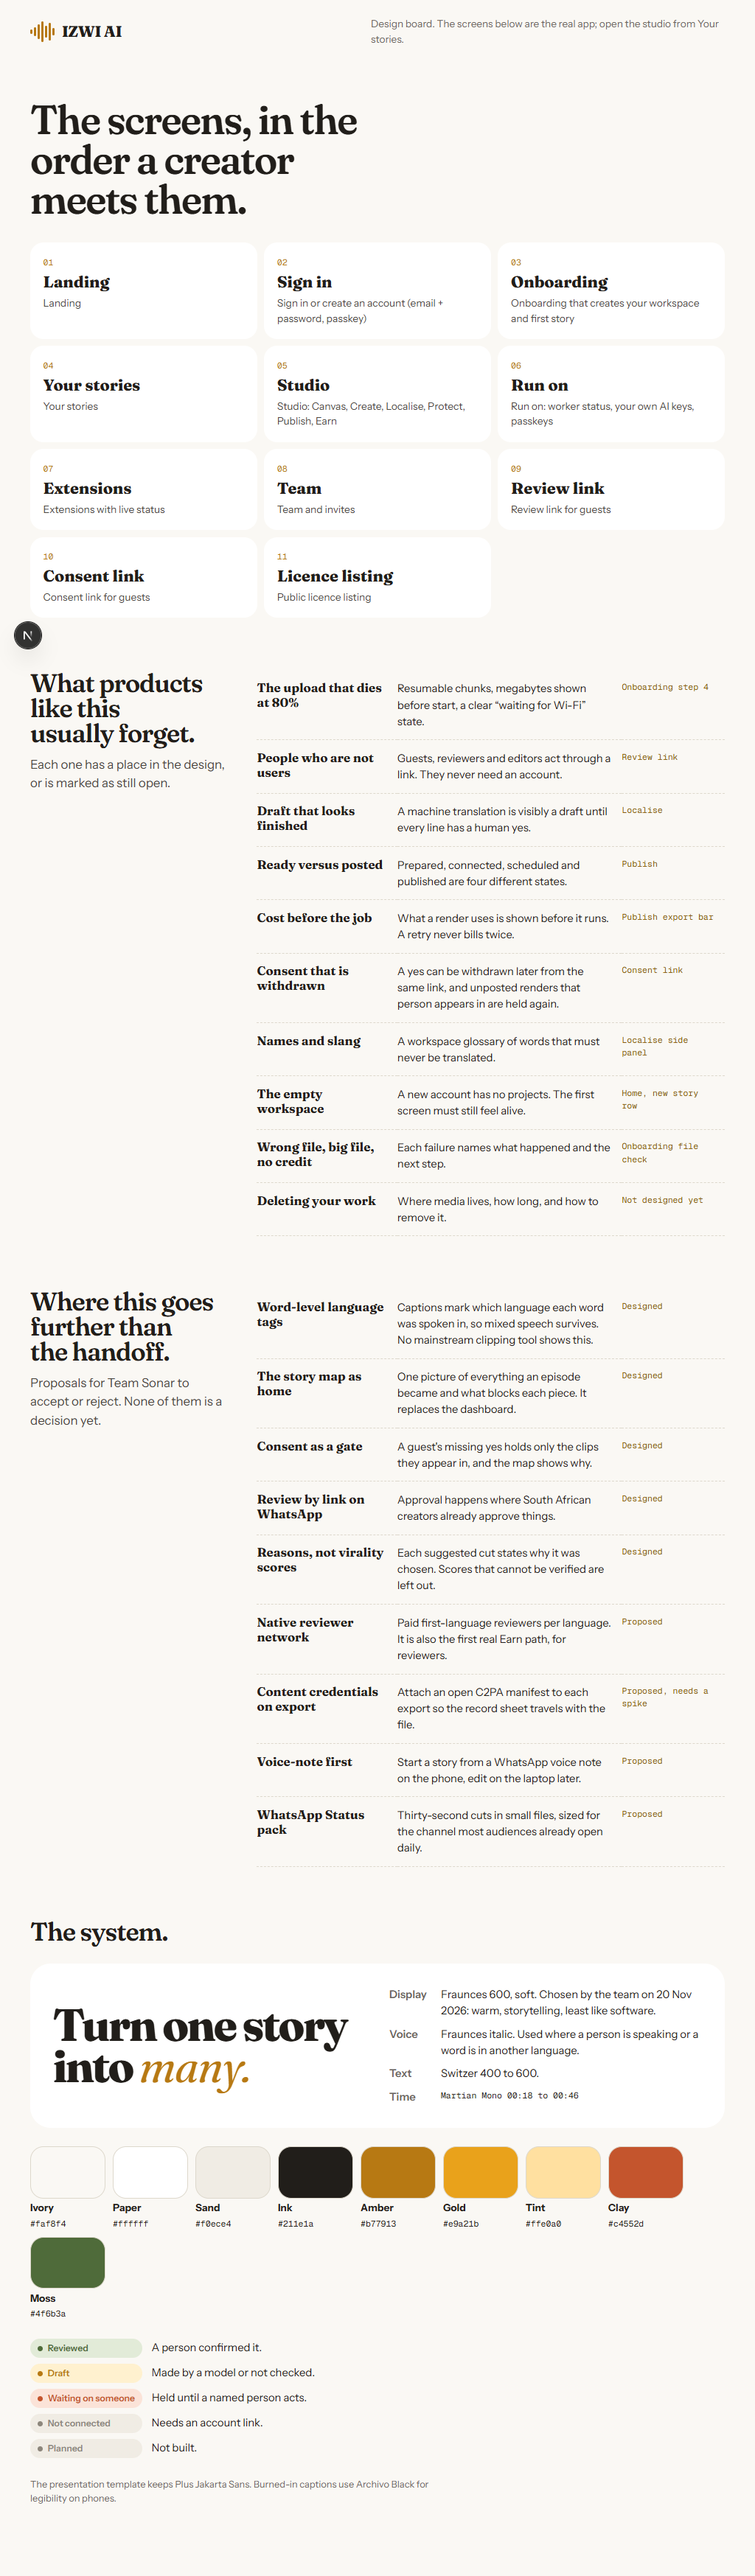 IZWI AI
Design board. The screens below are the real app; open the studio from Your
stories.
The screens, in the
order a creator
meets them.
01
Landing
Landing
02
Sign in
Sign in or create an account (email +
password, passkey)
03
Onboarding
Onboarding that creates your workspace
and first story
04
Your stories
Your stories
05
Studio
Studio: Canvas, Create, Localise, Protect,
Publish, Earn
06
Run on
Run on: worker status, your own AI keys,
passkeys
07
Extensions
Extensions with live status
08
Team
Team and invites
09
Review link
Review link for guests
10
Consent link
Consent link for guests
11
Licence listing
Public licence listing
N
What products
like this
usually forget.
Each one has a place in the design,
or is marked as still open.
The upload that dies
at 80%
Resumable chunks, megabytes shown
before start, a clear “waiting for Wi-Fi”
state.
Onboarding step 4
People who are not
users
Guests, reviewers and editors act through a
link. They never need an account.
Review link
Draft that looks
finished
A machine translation is visibly a draft until
every line has a human yes.
Localise
Ready versus posted
Prepared, connected, scheduled and
published are four different states.
Publish
Cost before the job
What a render uses is shown before it runs.
A retry never bills twice.
Publish export bar
Consent that is
withdrawn
A yes can be withdrawn later from the
same link, and unposted renders that
person appears in are held again.
Consent link
Names and slang
A workspace glossary of words that must
never be translated.
Localise side
panel
The empty
workspace
A new account has no projects. The first
screen must still feel alive.
Home, new story
row
Wrong file, big file,
no credit
Each failure names what happened and the
next step.
Onboarding file
check
Deleting your work
Where media lives, how long, and how to
remove it.
Not designed yet
Where this goes
further than
the handoff.
Proposals for Team Sonar to
accept or reject. None of them is a
decision yet.
Word-level language
tags
Captions mark which language each word
was spoken in, so mixed speech survives.
No mainstream clipping tool shows this.
Designed
The story map as
home
One picture of everything an episode
became and what blocks each piece. It
replaces the dashboard.
Designed
Consent as a gate
A guest’s missing yes holds only the clips
they appear in, and the map shows why.
Designed
Review by link on
WhatsApp
Approval happens where South African
creators already approve things.
Designed
Reasons, not virality
scores
Each suggested cut states why it was
chosen. Scores that cannot be verified are
left out.
Designed
Native reviewer
network
Paid first-language reviewers per language.
It is also the first real Earn path, for
reviewers.
Proposed
Content credentials
on export
Attach an open C2PA manifest to each
export so the record sheet travels with the
file.
Proposed, needs a
spike
Voice-note first
Start a story from a WhatsApp voice note
on the phone, edit on the laptop later.
Proposed
WhatsApp Status
pack
Thirty-second cuts in small files, sized for
the channel most audiences already open
daily.
Proposed
The system.
Turn one story
into many.
Display
Fraunces 600, soft. Chosen by the team on 20 Nov
2026: warm, storytelling, least like software.
Voice
Fraunces italic. Used where a person is speaking or a
word is in another language.
Text
Switzer 400 to 600.
Time
Martian Mono 00:18 to 00:46
Ivory
#faf8f4
Paper
#ffffff
Sand
#f0ece4
Ink
#211e1a
Amber
#b77913
Gold
#e9a21b
Tint
#ffe0a0
Clay
#c4552d
Moss
#4f6b3a
Reviewed
A person confirmed it.
Draft
Made by a model or not checked.
Waiting on someone
Held until a named person acts.
Not connected
Needs an account link.
Planned
Not built.
The presentation template keeps Plus Jakarta Sans. Burned-in captions use Archivo Black for
legibility on phones.